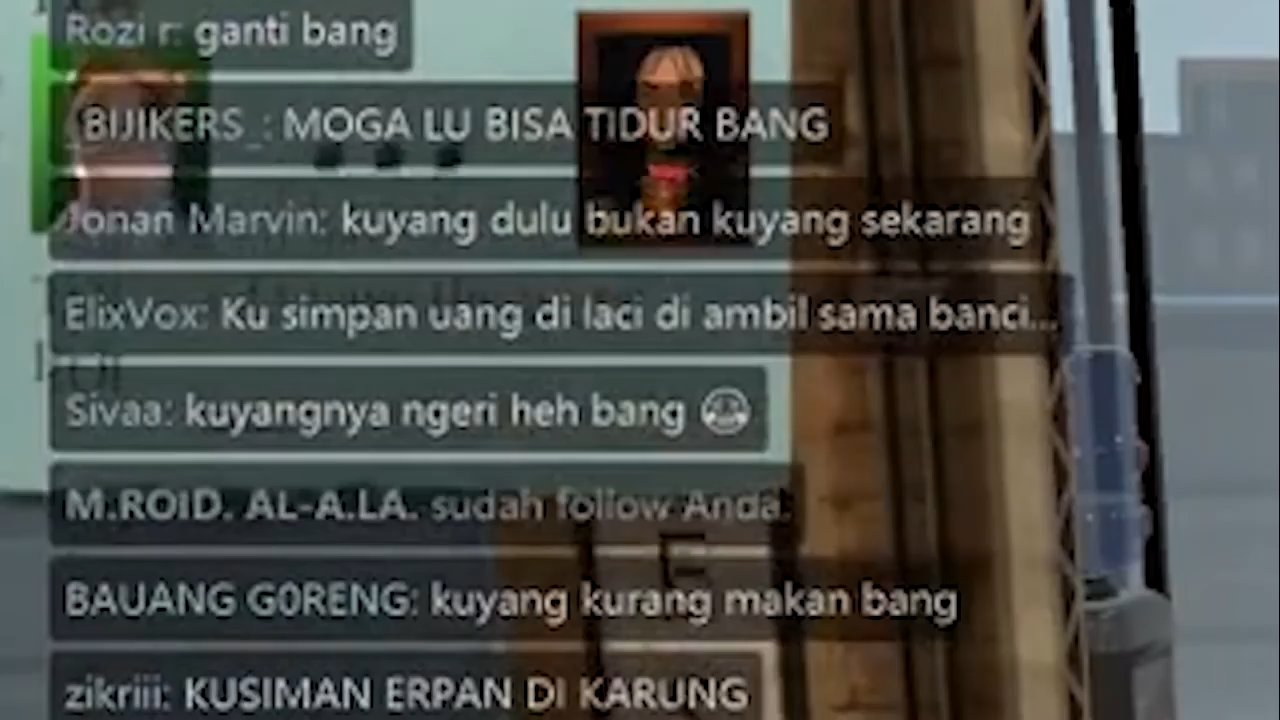 Rozi r: ganti bang
_BIJIKERS_: MOGA LU BISA TIDUR BANG
Jonan Marvin: kuyang dulu bukan kuyang sekarang
ElixVox: Ku simpan uang di laci di ambil sama banci...
Sivaa: kuyangnya ngeri heh bang 😂
M.ROID. AL-A.LA. sudah follow Anda.
BAUANG G0RENG: kuyang kurang makan bang
zikriii: KUSIMAN ERPAN DI KARUNG